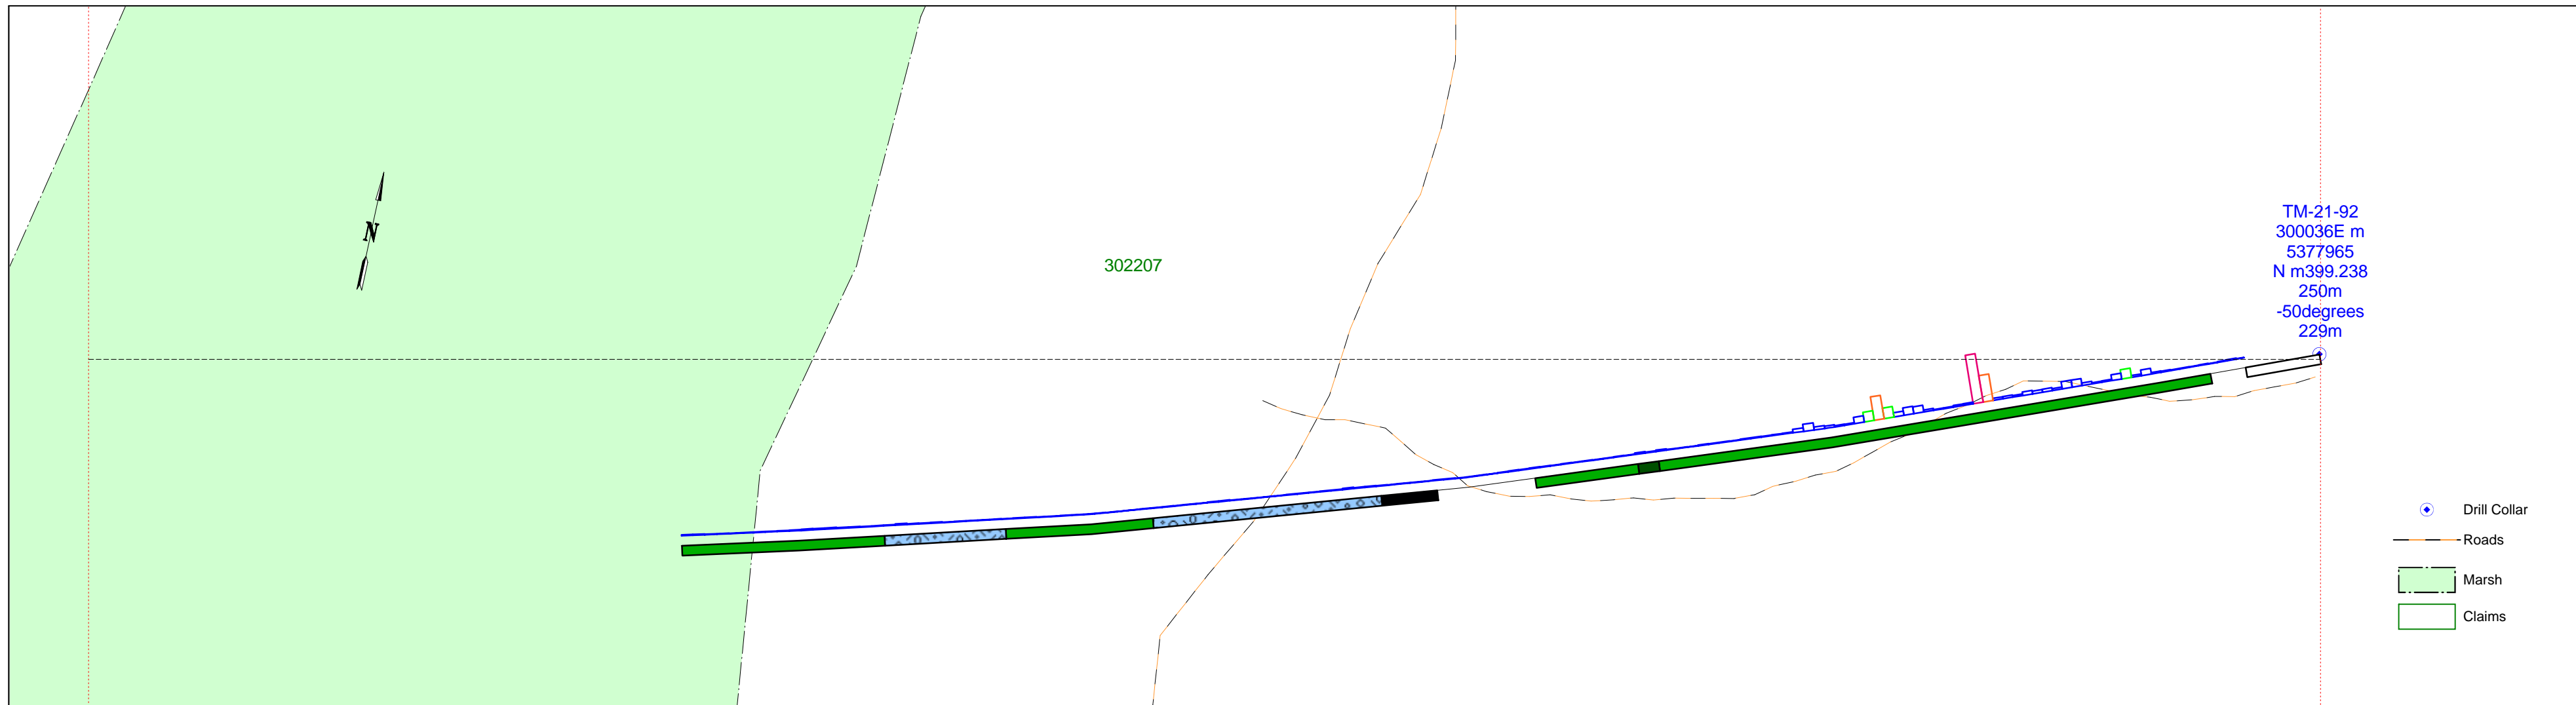 N
302207
TM-21-92
300036E m
5377965
N m399.238
250m
-50degrees
229m
Drill Collar
Roads
Marsh
Claims